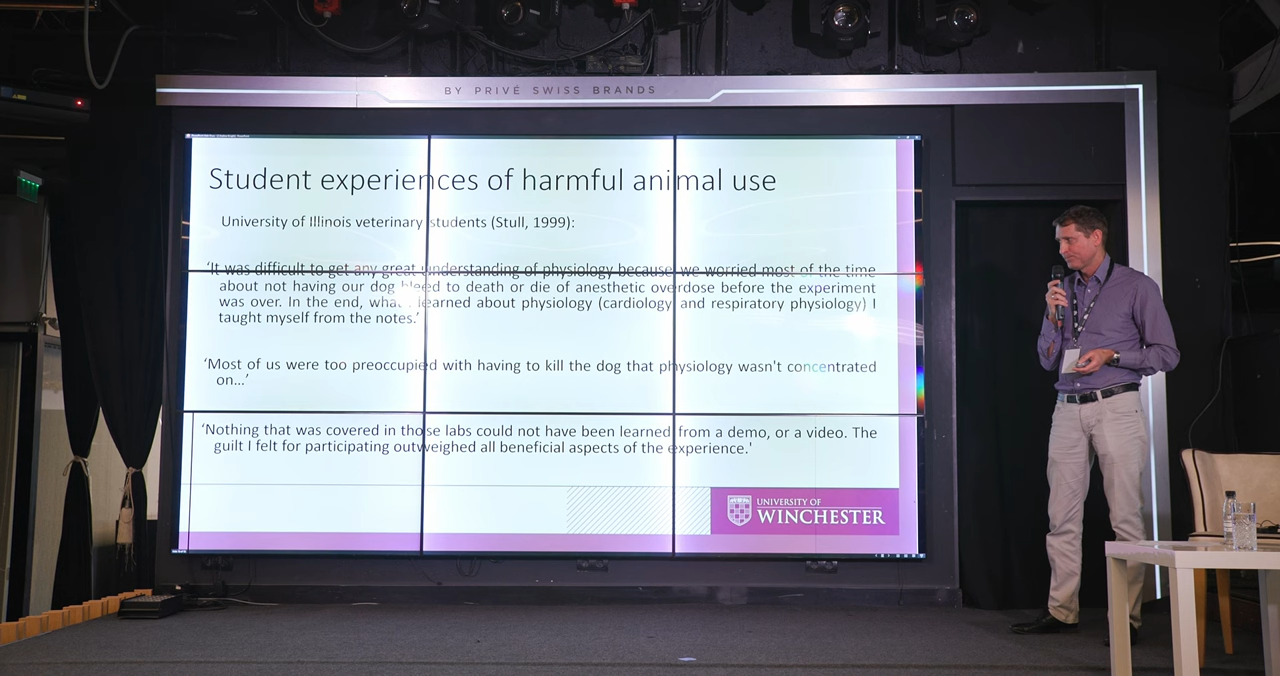 BY PRIVÉ SWISS BRANDS
Student experiences of harmful animal use
University of Illinois veterinary students (Stull, 1999):
‘It was difficult to get any great understanding of physiology because we worried most of the time
about not having our dog bleed to death or die of anesthetic overdose before the experiment
was over. In the end, what I learned about physiology (cardiology and respiratory physiology) I
taught myself from the notes.’
‘Most of us were too preoccupied with having to kill the dog that physiology wasn't concentrated
on...’
‘Nothing that was covered in those labs could not have been learned from a demo, or a video. The
guilt I felt for participating outweighed all beneficial aspects of the experience.'
UNIVERSITY OF
WINCHESTER